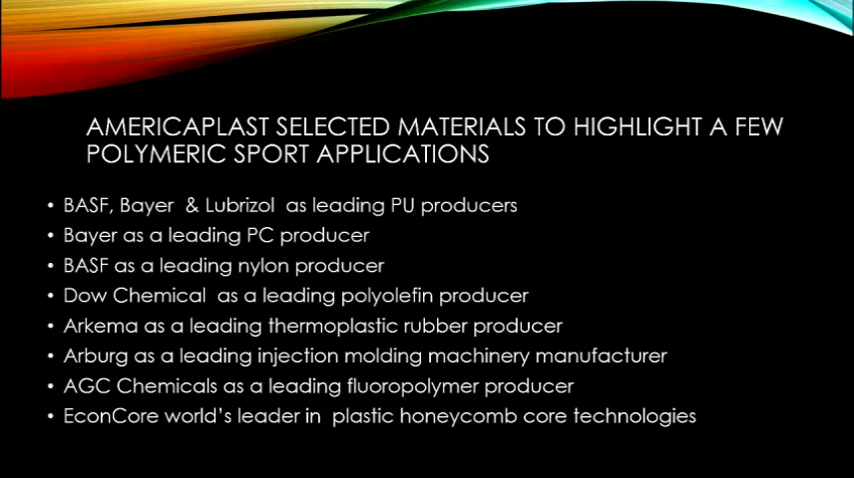 AMERICAPLAST SELECTED MATERIALS TO HIGHLIGHT A FEW
POLYMERIC SPORT APPLICATIONS
• BASF, Bayer & Lubrizol as leading PU producers
• Bayer as a leading PC producer
• BASF as a leading nylon producer
• Dow Chemical as a leading polyolefin producer
• Arkema as a leading thermoplastic rubber producer
• Arburg as a leading injection molding machinery manufacturer
• AGC Chemicals as a leading fluoropolymer producer
• EconCore world's leader in plastic honeycomb core technologies